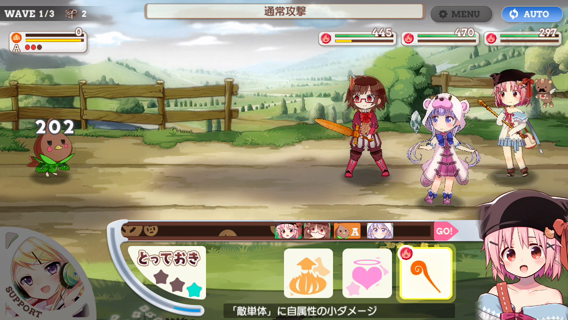 WAVE 1/3
2
通常攻撃
MENU
AUTO
0
A
445
470
297
202
A
GO!
とっておき
SUPPORT
「敵単体」に自属性の小ダメージ